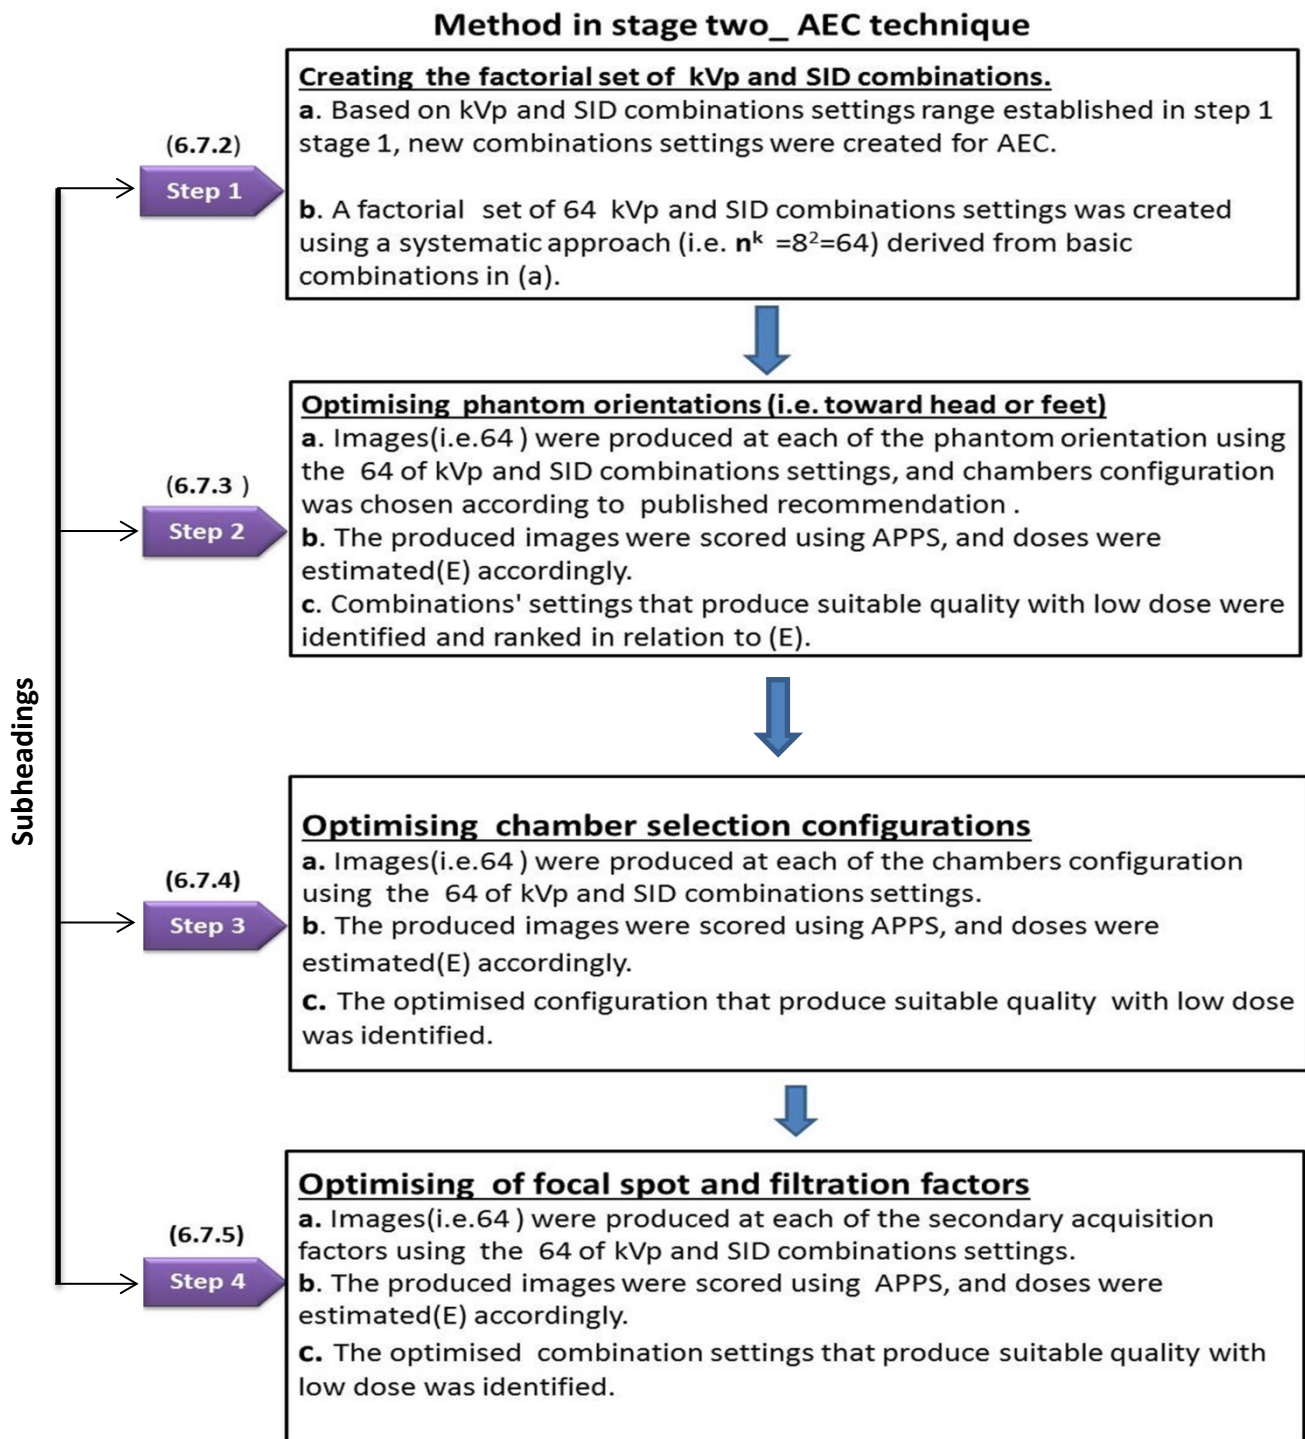 Method in stage two_ AEC technique
Creating the factorial set of kVp and SID combinations.
a. Based on kVp and SID combinations settings range established in step 1
stage 1, new combinations settings were created for AEC.
b. A factorial set of 64 kVp and SID combinations settings was created
using a systematic approach (i.e. nᵏ =8²=64) derived from basic
combinations in (a).
(6.7.2)
Step 1
Optimising phantom orientations (i.e. toward head or feet)
a. Images(i.e.64 ) were produced at each of the phantom orientation using
the 64 of kVp and SID combinations settings, and chambers configuration
was chosen according to published recommendation .
b. The produced images were scored using APPS, and doses were
estimated(E) accordingly.
c. Combinations' settings that produce suitable quality with low dose were
identified and ranked in relation to (E).
(6.7.3 )
Step 2
Subheadings
Optimising chamber selection configurations
a. Images(i.e.64 ) were produced at each of the chambers configuration
using the 64 of kVp and SID combinations settings.
b. The produced images were scored using APPS, and doses were
estimated(E) accordingly.
c. The optimised configuration that produce suitable quality with low dose
was identified.
(6.7.4)
Step 3
Optimising of focal spot and filtration factors
a. Images(i.e.64 ) were produced at each of the secondary acquisition
factors using the 64 of kVp and SID combinations settings.
b. The produced images were scored using APPS, and doses were
estimated(E) accordingly.
c. The optimised combination settings that produce suitable quality with
low dose was identified.
(6.7.5)
Step 4